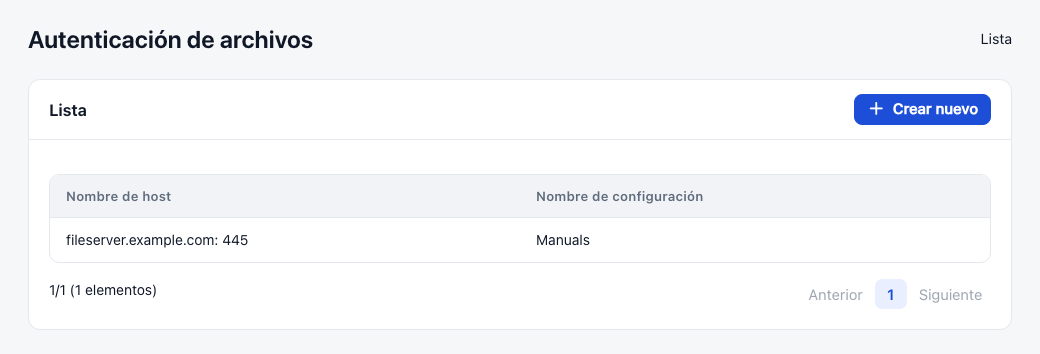 Autenticación de archivos
Lista
Lista
Crear nuevo
Nombre de host
Nombre de configuración
fileserver.example.com: 445
Manuals
1/1 (1 elementos)
Anterior
1
Siguiente